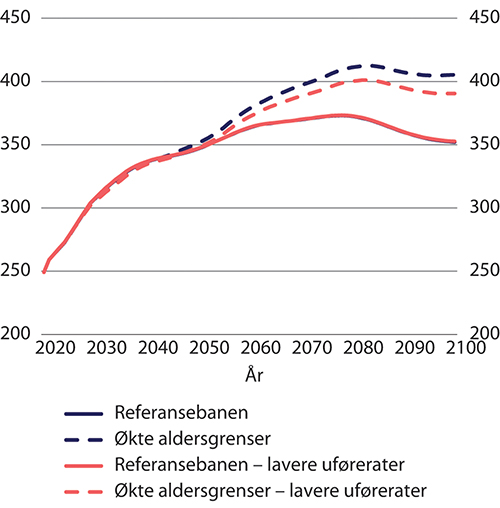 450 450
400 400
350 350
300 300
250 250
200 200
2020 2030 2040 2050 2060 2070 2080 2090 2100
År
Referansebanen
Økte aldersgrenser
Referansebanen – lavere uførerater
Økte aldersgrenser – lavere uførerater